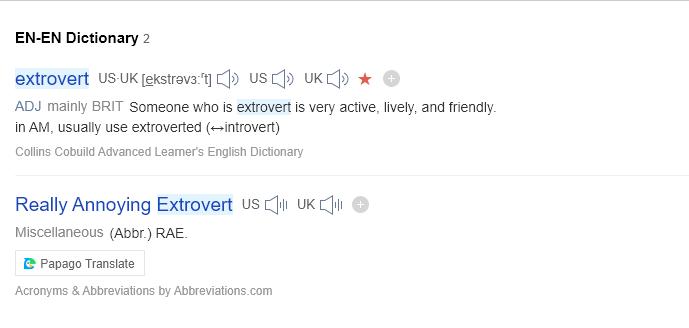 EN-EN Dictionary 2
extrovert US·UK [ekstrəvɜːʳt] US UK
ADJ mainly BRIT Someone who is extrovert is very active, lively, and friendly.
in AM, usually use extroverted (↔introvert)
Collins Cobuild Advanced Learner's English Dictionary
Really Annoying Extrovert US UK
Miscellaneous (Abbr.) RAE.
Papago Translate
Acronyms & Abbreviations by Abbreviations.com